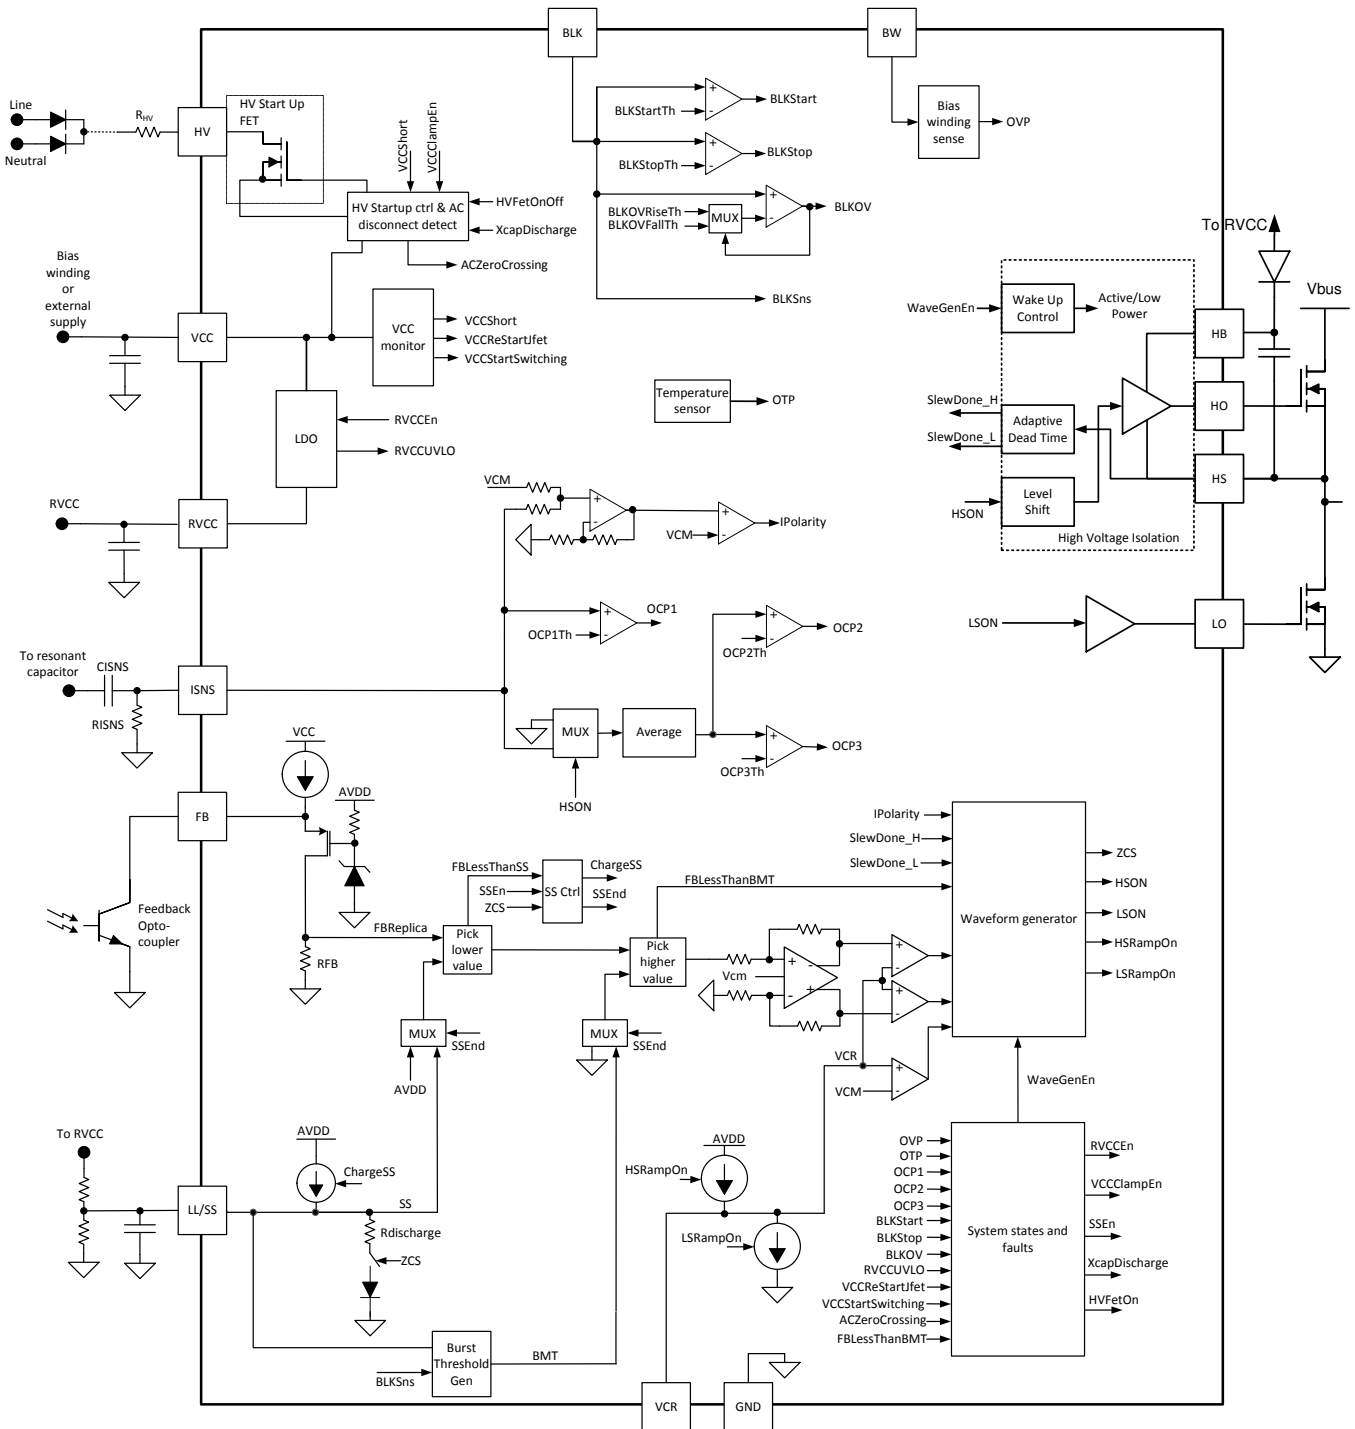 BLK
BW
Line
Neutral
RHV
HV
HV Start Up
FET
VCCShort
VCCClampEn
HV Startup ctrl & AC
disconnect detect
HVFetOnOff
XcapDischarge
ACZeroCrossing
BLKStartTh
+
-
BLKStart
BLKStopTh
+
-
BLKStop
BLKOVRiseTh
BLKOVFallTh
MUX
+
-
BLKOV
BLKSns
Bias
winding
sense
OVP
To RVCC
Vbus
Bias
winding
or
external
supply
VCC
VCC
monitor
VCCShort
VCCReStartJfet
VCCStartSwitching
LDO
RVCCEn
RVCCUVLO
Temperature
sensor
OTP
WaveGenEn
Wake Up
Control
Active/Low
Power
SlewDone_H
SlewDone_L
Adaptive
Dead Time
HSON
Level
Shift
High Voltage Isolation
HB
HO
HS
RVCC
RVCC
VCM
+
-
VCM
+
-
IPolarity
OCP1Th
+
-
OCP1
OCP2Th
+
-
OCP2
LSON
LO
To resonant
capacitor
CISNS
RISNS
ISNS
MUX
HSON
Average
OCP3Th
+
-
OCP3
VCC
AVDD
FB
Feedback
Opto-
coupler
RFB
FBReplica
FBLessThanSS
SSEn
ZCS
SS Ctrl
ChargeSS
SSEnd
Pick
lower
value
FBLessThanBMT
Pick
higher
value
Vcm
+
-
-
+
+
-
+
-
IPolarity
SlewDone_H
SlewDone_L
Waveform generator
ZCS
HSON
LSON
HSRampOn
LSRampOn
MUX
SSEnd
AVDD
MUX
SSEnd
VCR
VCM
+
-
WaveGenEn
To RVCC
LL/SS
AVDD
ChargeSS
SS
Rdischarge
ZCS
AVDD
HSRampOn
LSRampOn
OVP
OTP
OCP1
OCP2
OCP3
BLKStart
BLKStop
BLKOV
RVCCUVLO
VCCReStartJfet
VCCStartSwitching
ACZeroCrossing
FBLessThanBMT
System states and
faults
RVCCEn
VCCClampEn
SSEn
XcapDischarge
HVFetOn
BLKSns
Burst
Threshold
Gen
BMT
VCR
GND